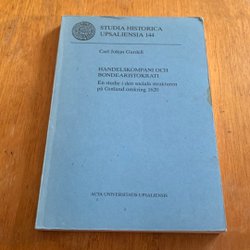 STUDIA HISTORICA
UPSALIENSIA 144
Carl Johan Gardell
HANDELSKOMPANI OCH
BONDEARISTOKRATI
En studie i den sociala strukturen
på Gotland omkring 1620
ACTA UNIVERSITATIS UPSALIENSIS